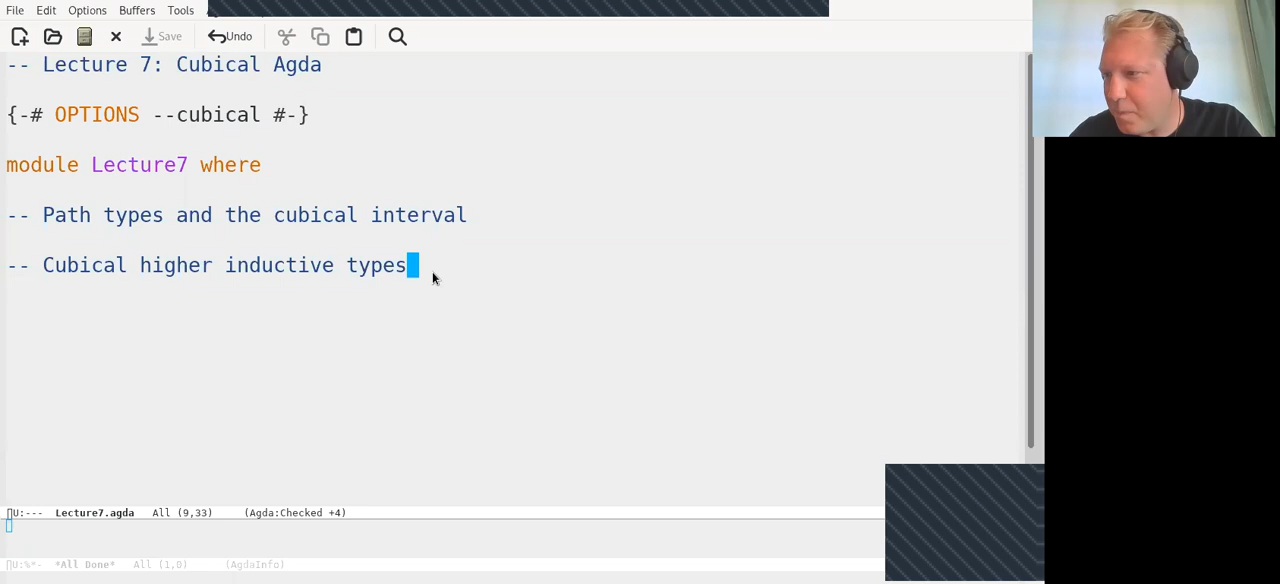 File Edit Options Buffers Tools
Save Undo
-- Lecture 7: Cubical Agda
{-# OPTIONS --cubical #-}
module Lecture7 where
-- Path types and the cubical interval
-- Cubical higher inductive types
U:--- Lecture7.agda All (9,33) (Agda:Checked +4)
U:%*- *All Done* All (1,0) (AgdaInfo)